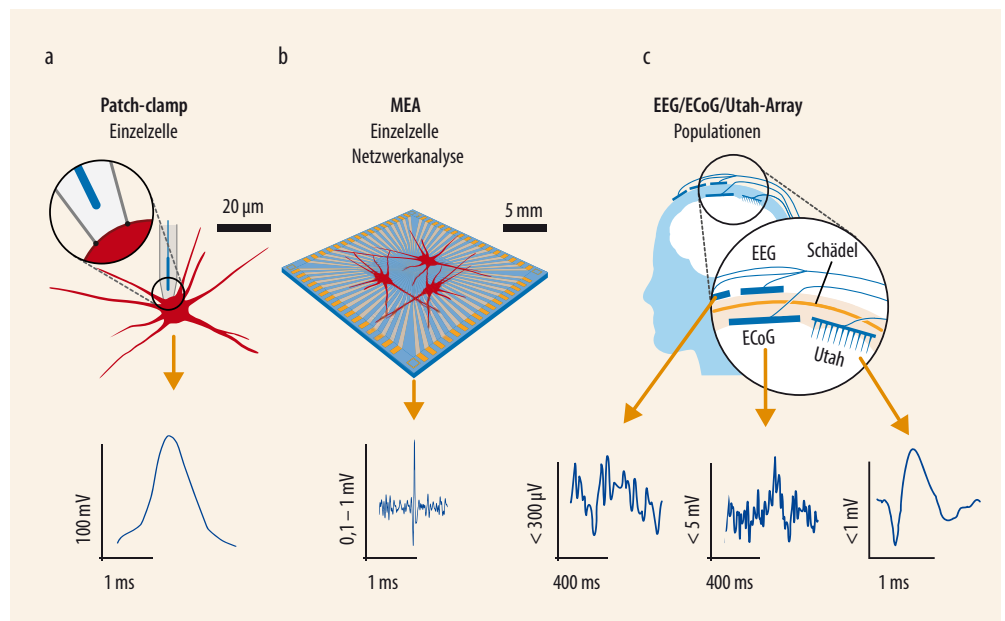 a
Patch-clamp
Einzelzelle
20 µm
100 mV
1 ms
b
MEA
Einzelzelle
Netzwerkanalyse
5 mm
0,1 – 1 mV
1 ms
c
EEG/ECoG/Utah-Array
Populationen
EEG
Schädel
ECoG
Utah
< 300 µV
400 ms
< 5 mV
400 ms
< 1 mV
1 ms